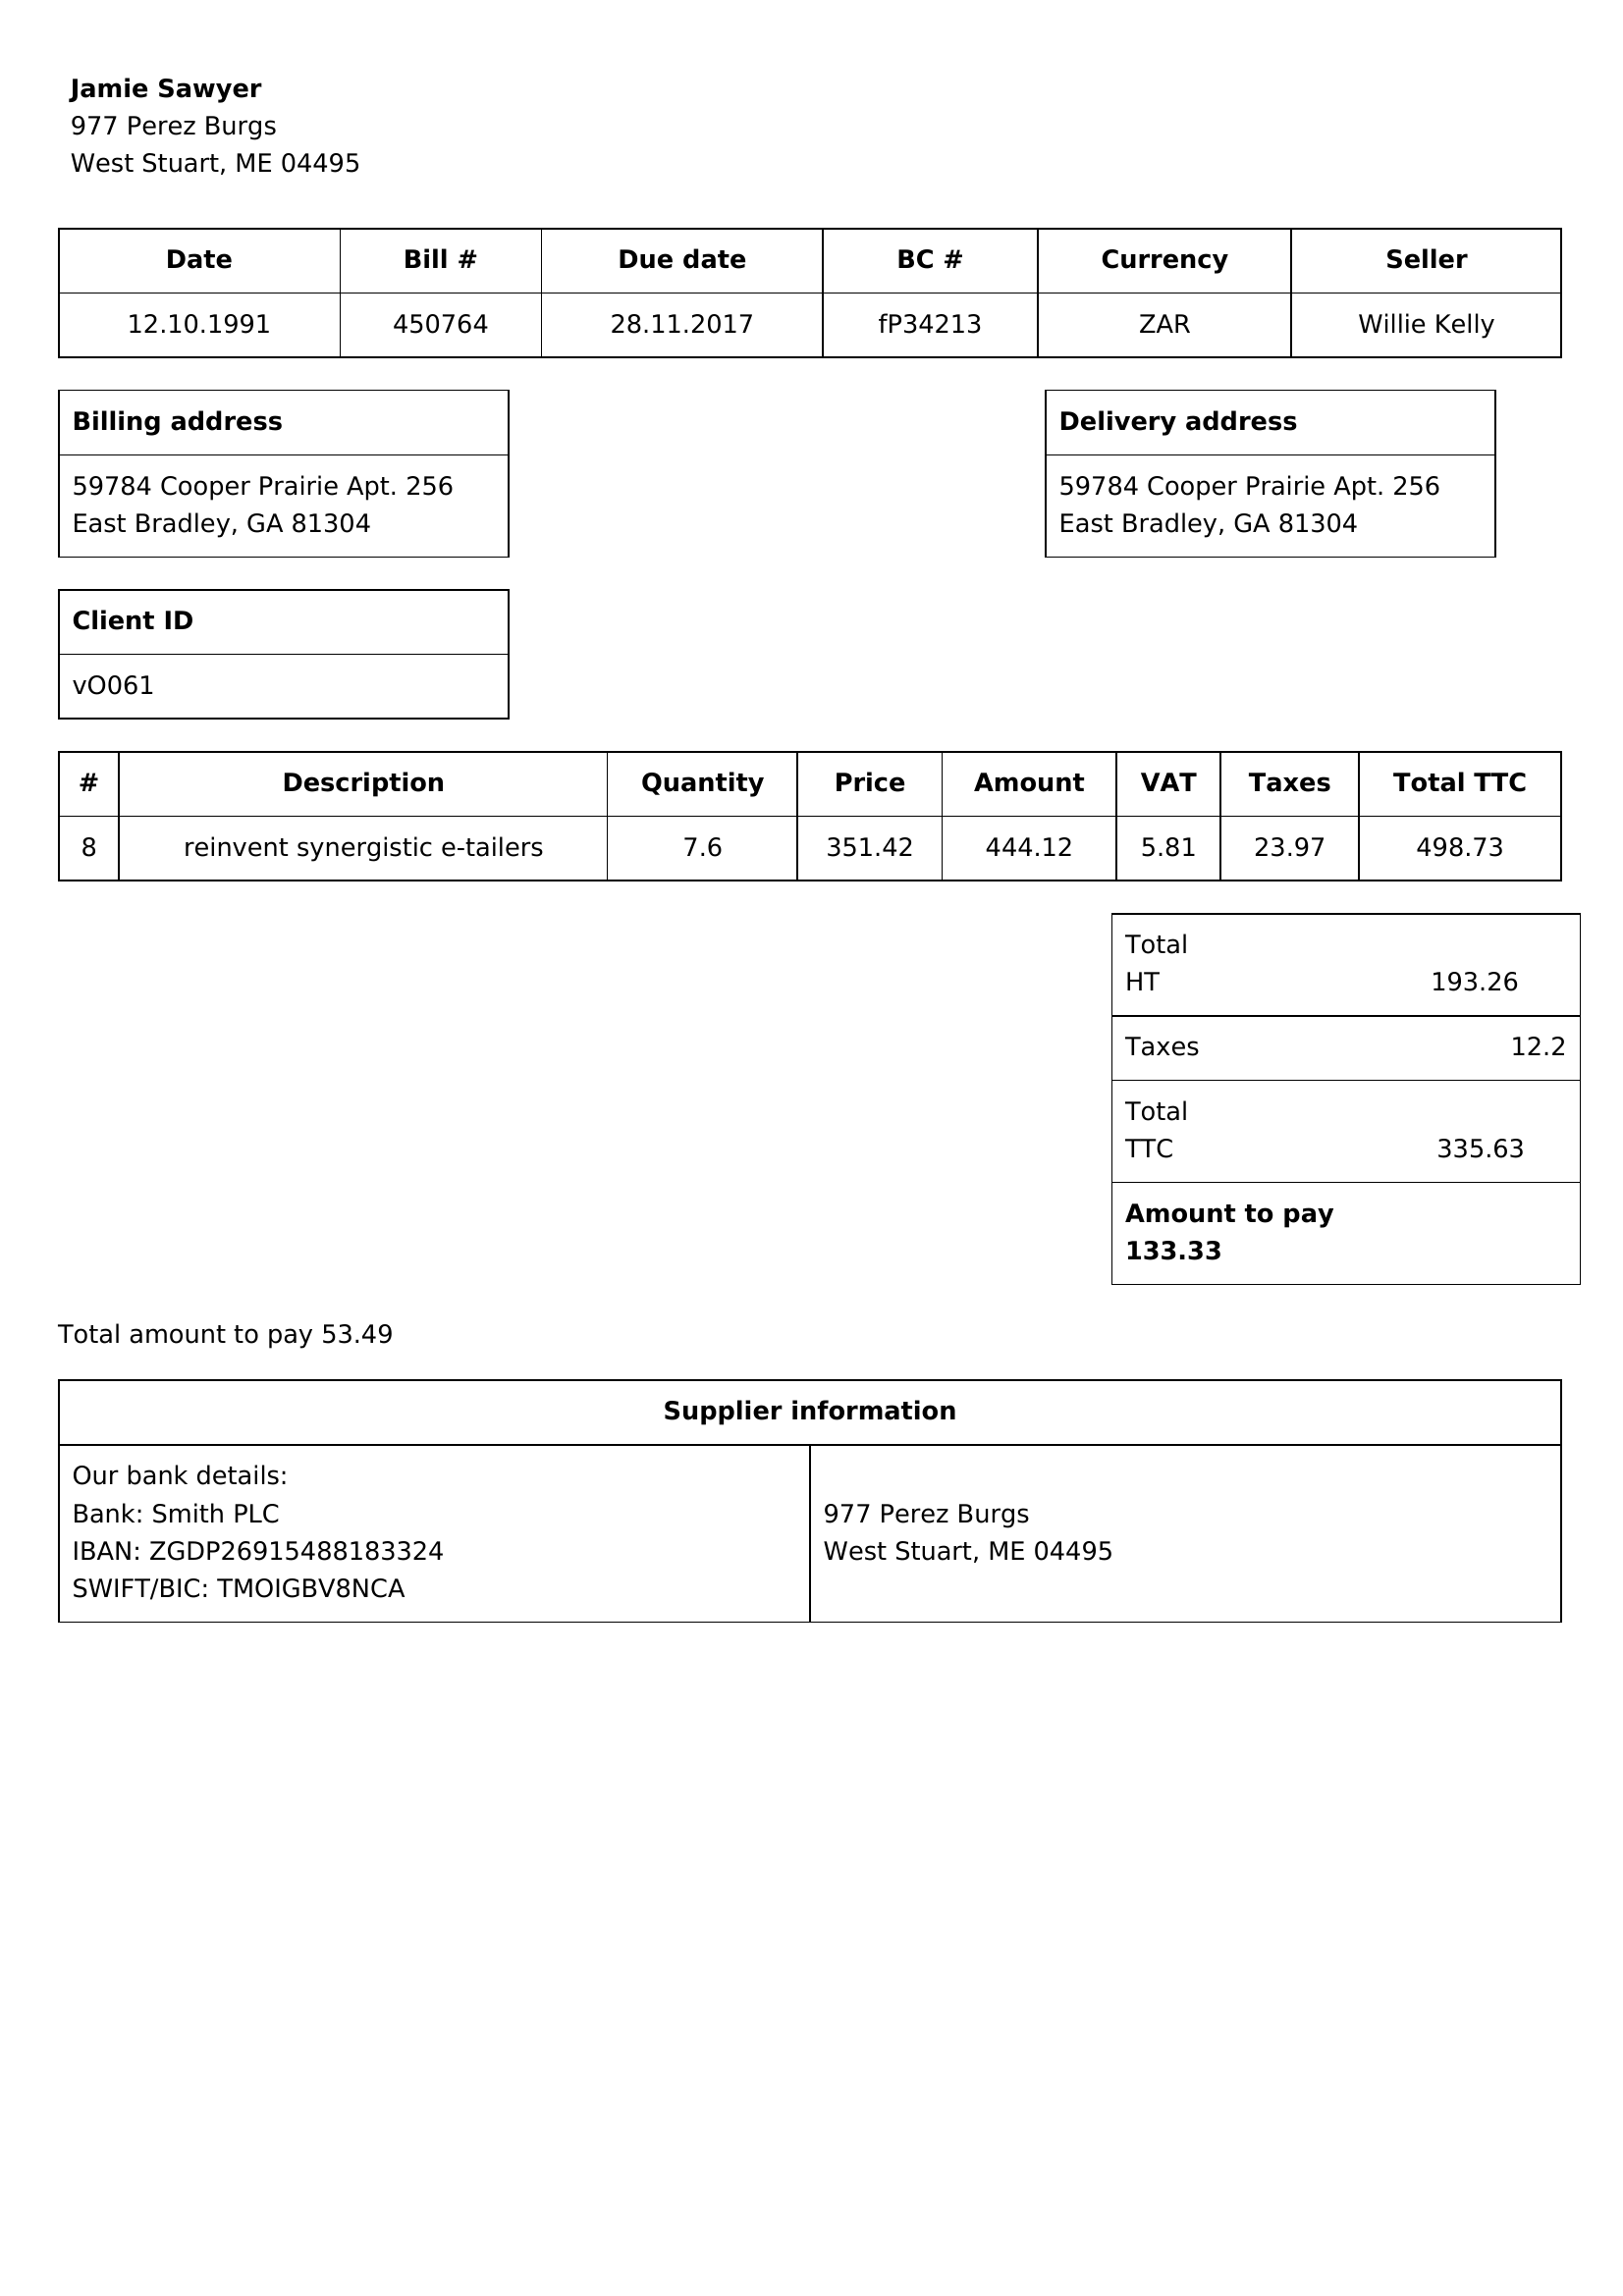 Jamie Sawyer
977 Perez Burgs
West Stuart, ME 04495
Date Bill # Due date BC # Currency Seller
12.10.1991 450764 28.11.2017 fP34213 ZAR Willie Kelly
Billing address
59784 Cooper Prairie Apt. 256
East Bradley, GA 81304
Delivery address
59784 Cooper Prairie Apt. 256
East Bradley, GA 81304
Client ID
vO061
# Description Quantity Price Amount VAT Taxes Total TTC
8 reinvent synergistic e-tailers 7.6 351.42 444.12 5.81 23.97 498.73
Total
HT 193.26
Taxes 12.2
Total
TTC 335.63
Amount to pay
133.33
Total amount to pay 53.49
Supplier information
Our bank details:
Bank: Smith PLC
IBAN: ZGDP26915488183324
SWIFT/BIC: TMOIGBV8NCA
977 Perez Burgs
West Stuart, ME 04495